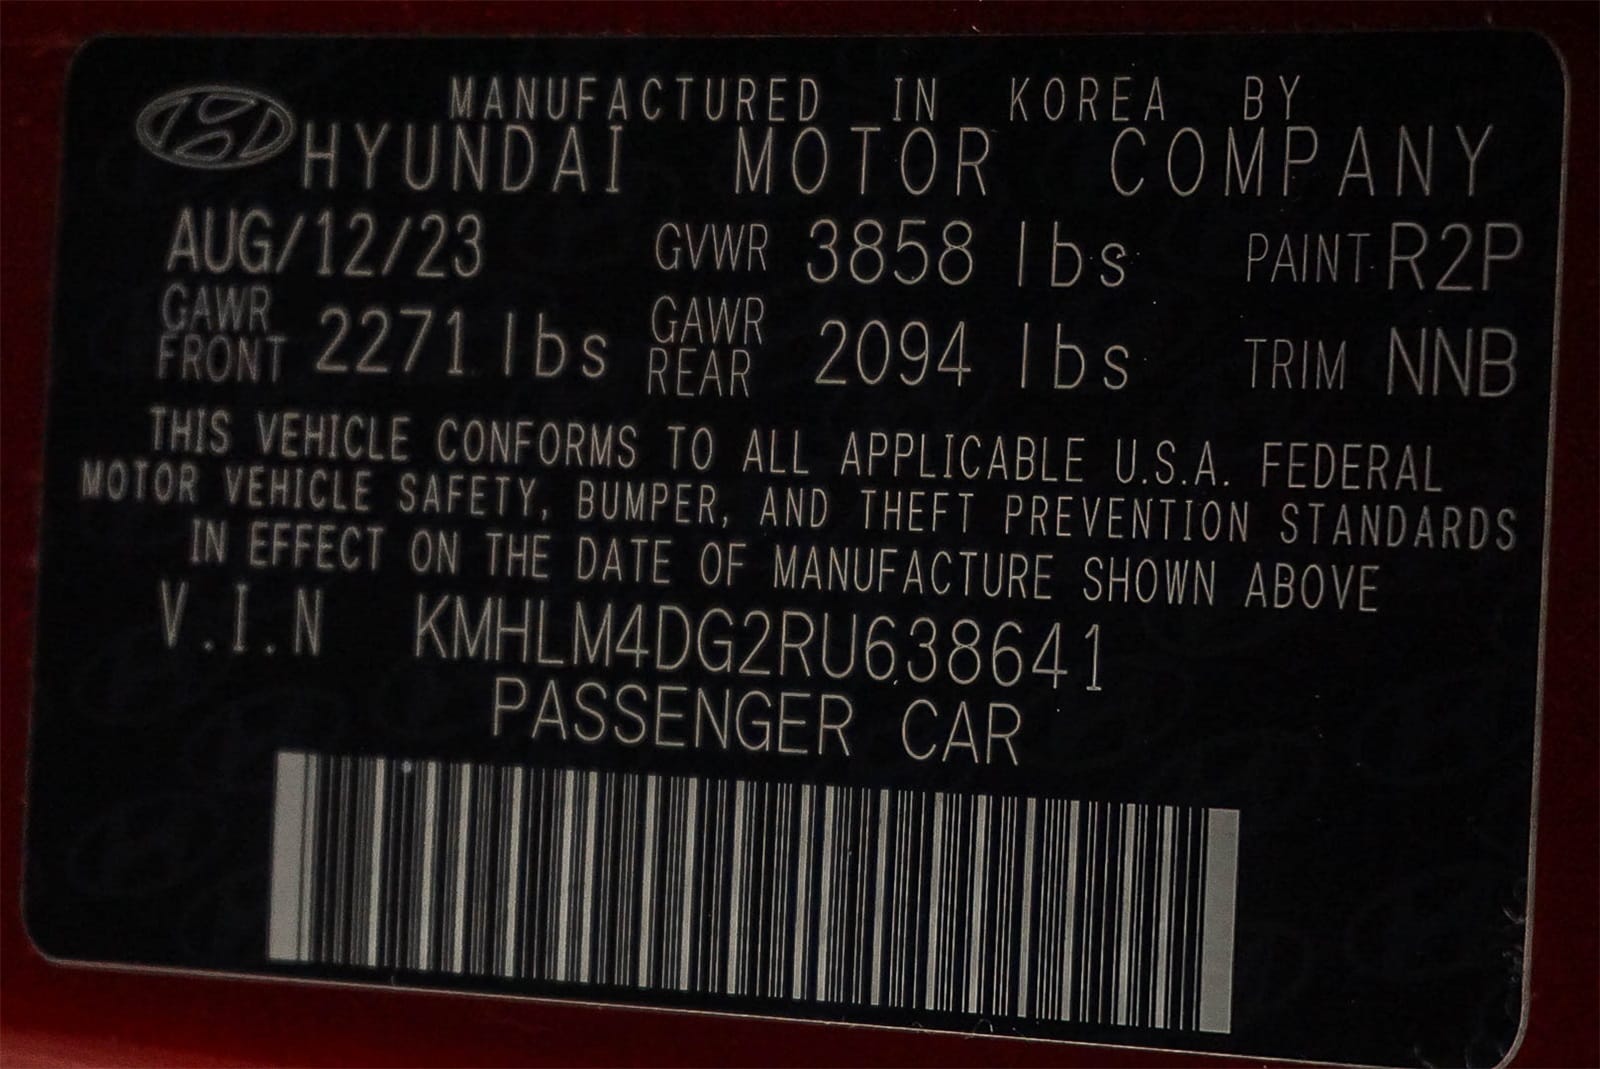 MANUFACTURED IN KOREA BY
HYUNDAI MOTOR COMPANY
AUG/12/23 GVWR 3858 lbs PAINT R2P
GAWR FRONT 2271 lbs GAWR REAR 2094 lbs TRIM NNB
THIS VEHICLE CONFORMS TO ALL APPLICABLE U.S.A. FEDERAL
MOTOR VEHICLE SAFETY, BUMPER, AND THEFT PREVENTION STANDARDS
IN EFFECT ON THE DATE OF MANUFACTURE SHOWN ABOVE
V.I.N KMHLM4DG2RU638641
PASSENGER CAR